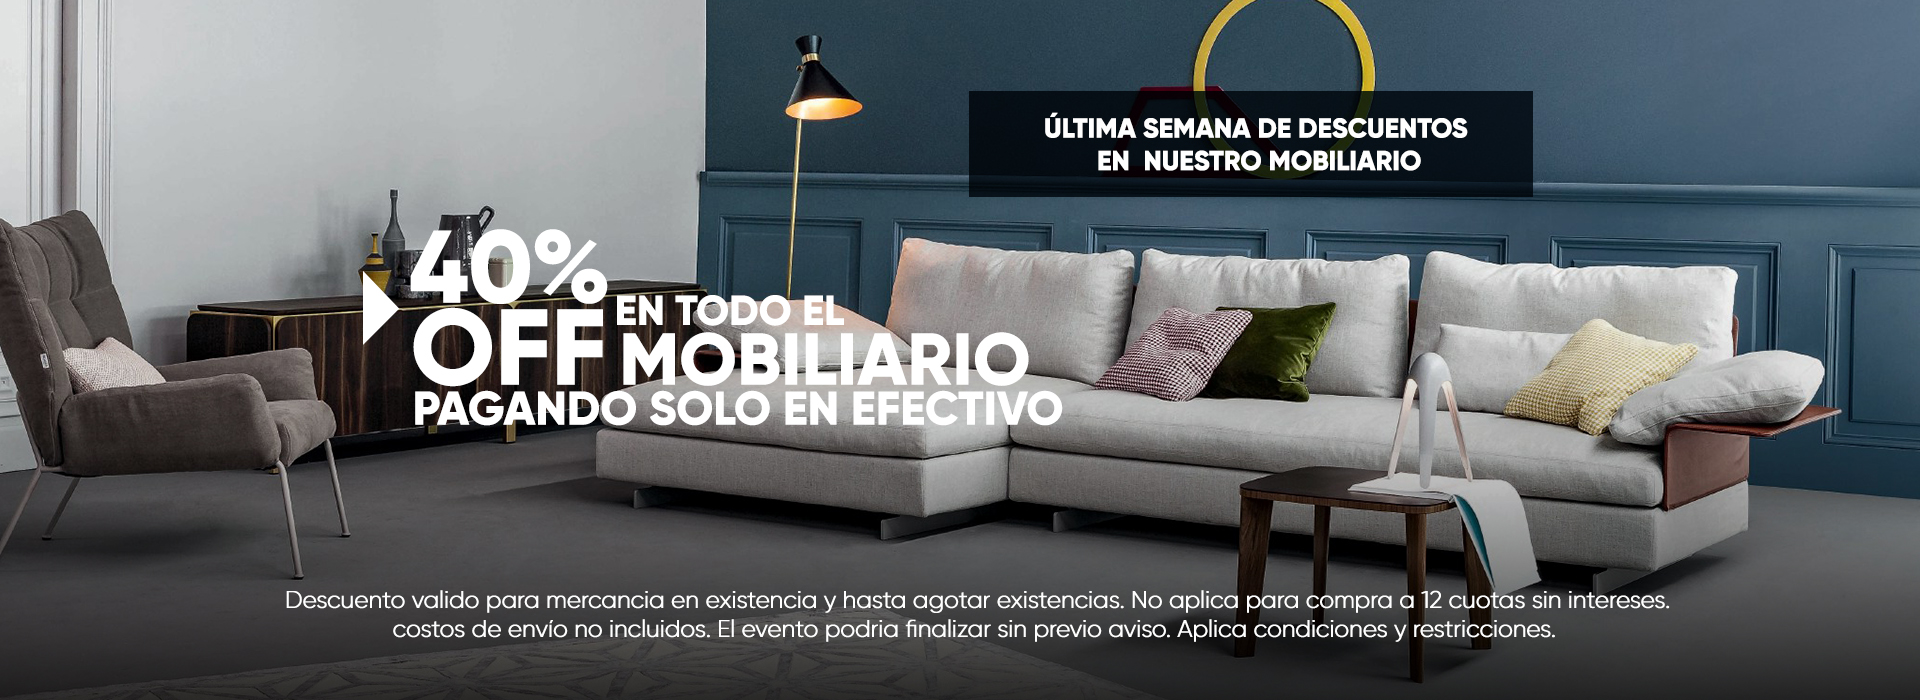 ÚLTIMA SEMANA DE DESCUENTOS
EN NUESTRO MOBILIARIO
40%
OFF EN TODO EL
MOBILIARIO
PAGANDO SOLO EN EFECTIVO
Descuento valido para mercancia en existencia y hasta agotar existencias. No aplica para compra a 12 cuotas sin intereses.
costos de envío no incluidos. El evento podria finalizar sin previo aviso. Aplica condiciones y restricciones.